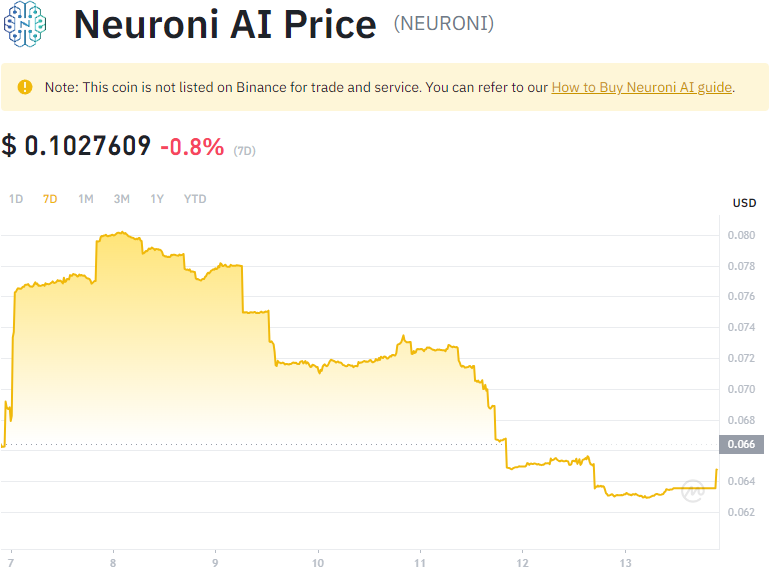 Neuroni AI Price (NEURONI)
Note: This coin is not listed on Binance for trade and service. You can refer to our How to Buy Neuroni AI guide.
$ 0.1027609 -0.8% (7D)
1D 7D 1M 3M 1Y YTD
USD
0.080
0.078
0.076
0.074
0.072
0.070
0.068
0.066
0.064
0.062
7 8 9 10 11 12 13